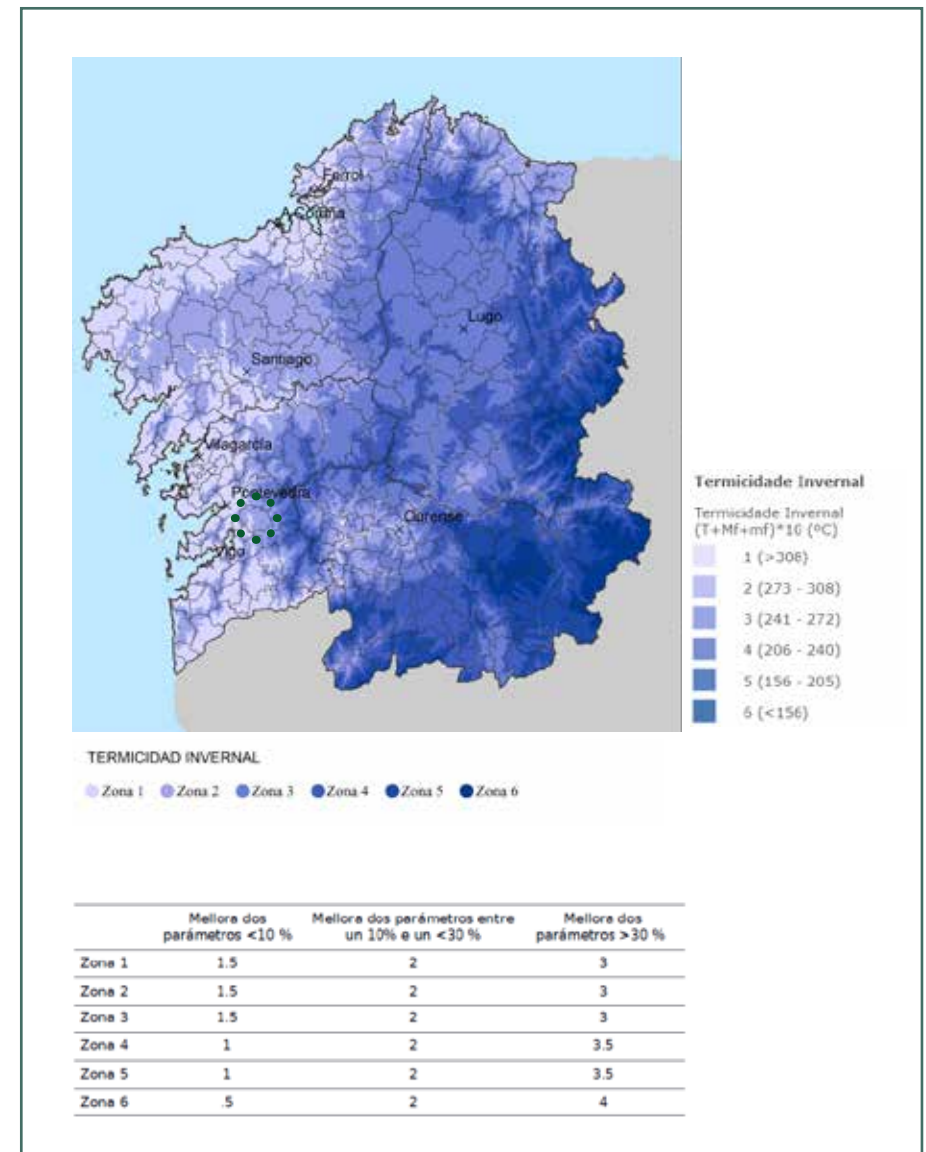 Ferrol
A Coruña
Lugo
Santiago
Vilagarcía
Pontevedra
Ourense
Vigo
Termicidade Invernal
Termicidade Invernal
(T+Mf+mf)*10 (ºC)
1 (>308)
2 (273 - 308)
3 (241 - 272)
4 (206 - 240)
5 (156 - 205)
6 (<156)
TERMICIDAD INVERNAL
Zona 1 Zona 2 Zona 3 Zona 4 Zona 5 Zona 6
Mellora dos Mellora dos parámetros entre Mellora dos
parámetros <10 % un 10% e un <30 % parámetros >30 %
Zona 1 1.5 2 3
Zona 2 1.5 2 3
Zona 3 1.5 2 3
Zona 4 1 2 3.5
Zona 5 1 2 3.5
Zona 6 .5 2 4